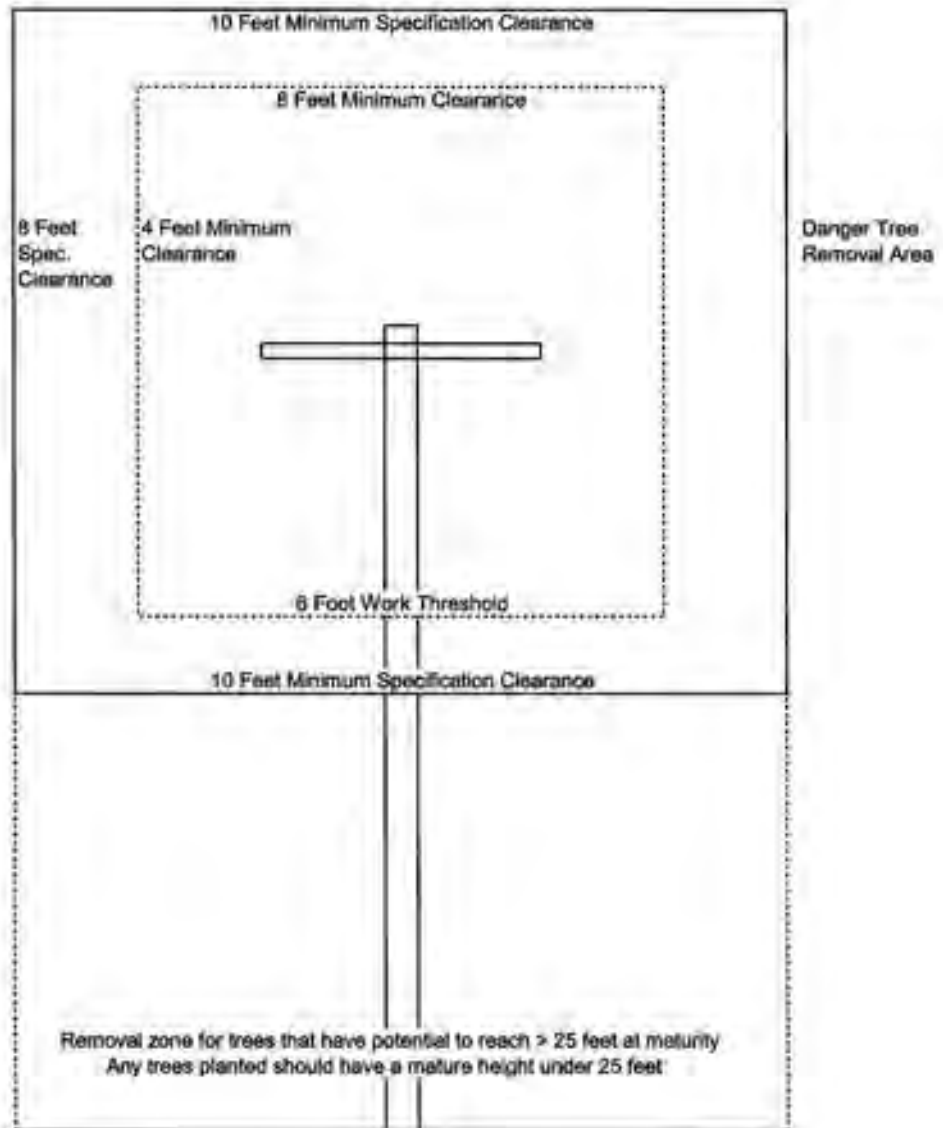 10 Feet Minimum Specification Clearance
8 Feet Minimum Clearance
8 Feet
Spec.
Clearance
4 Feet Minimum
Clearance
Danger Tree
Removal Area
6 Foot Work Threshold
10 Feet Minimum Specification Clearance
Removal zone for trees that have potential to reach > 25 feet at maturity
Any trees planted should have a mature height under 25 feet